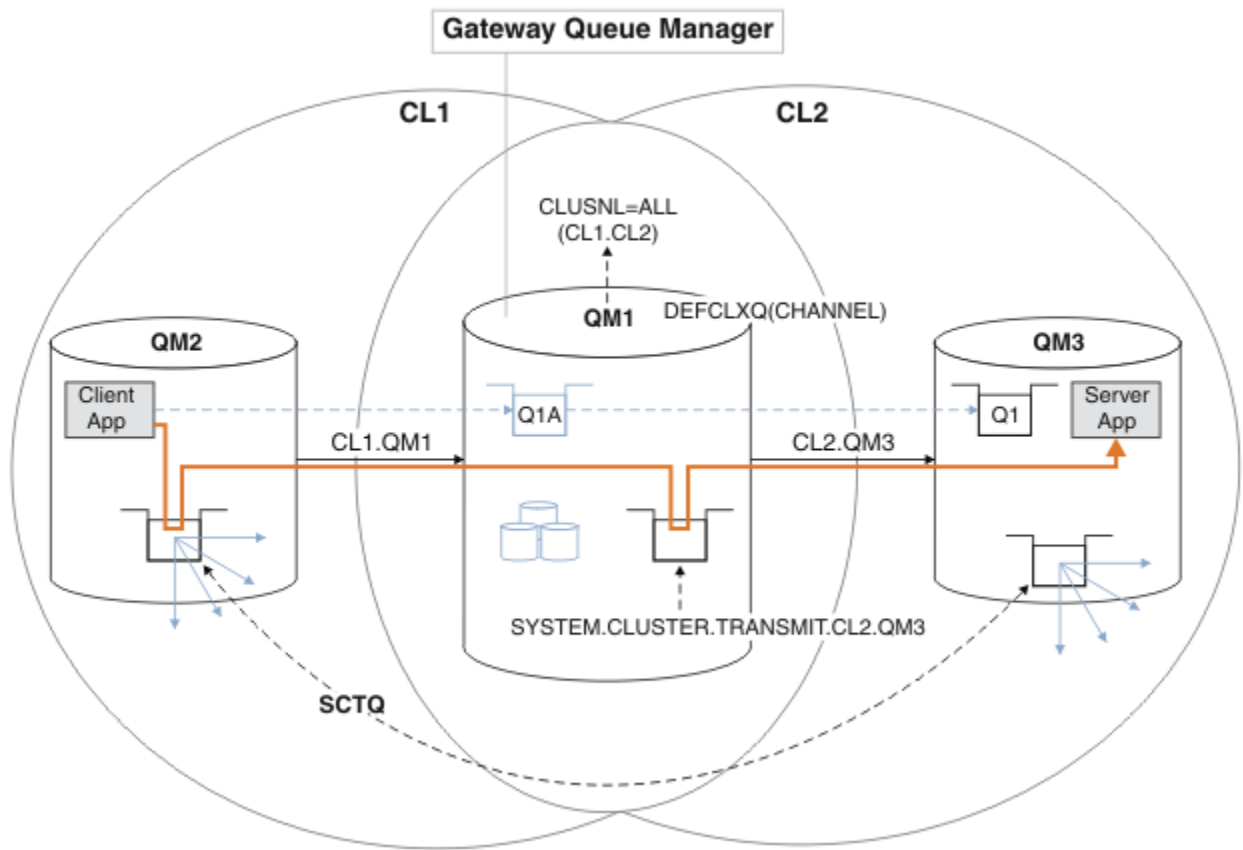 Gateway Queue Manager
CL1
CL2
CLUSNL=ALL
(CL1.CL2)
QM1
DEFCLXQ(CHANNEL)
QM2
QM3
Client
App
Q1A
Q1
Server
App
CL1.QM1
CL2.QM3
SYSTEM.CLUSTER.TRANSMIT.CL2.QM3
SCTQ